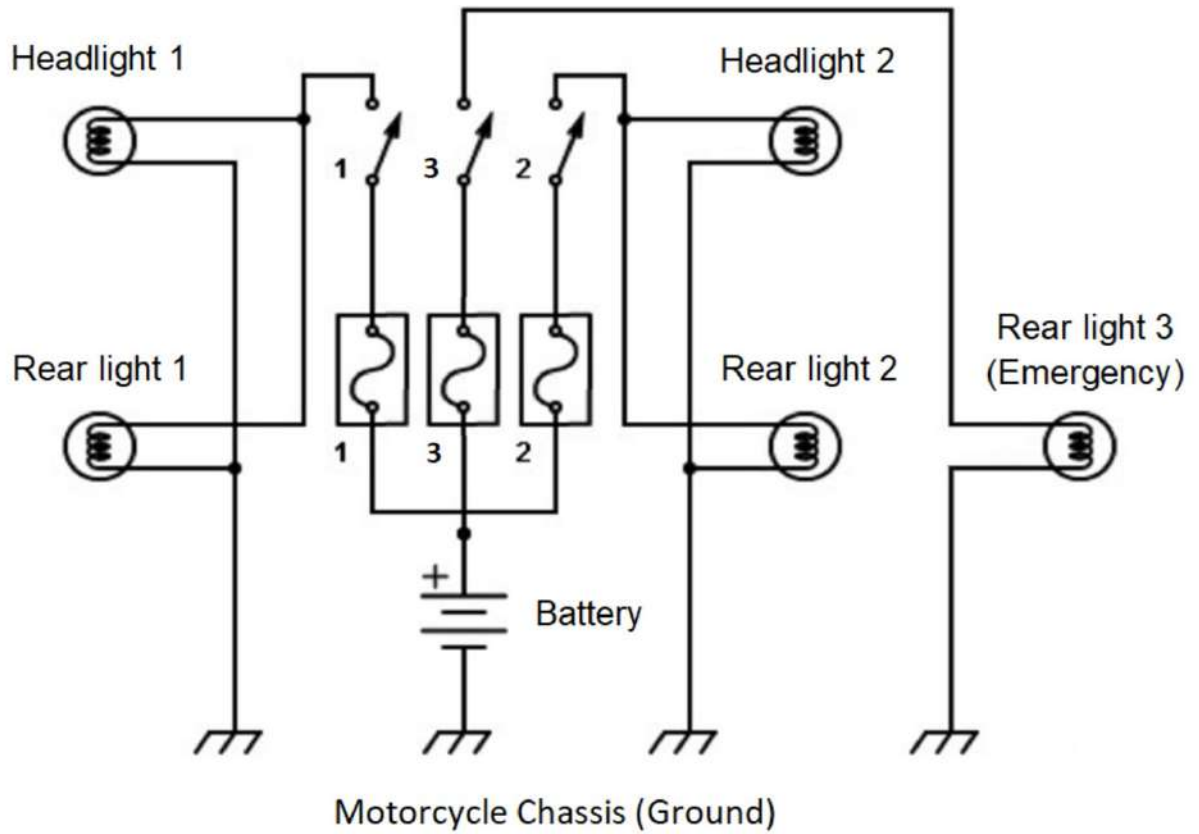 Headlight 1
Headlight 2
1
3
2
Rear light 1
Rear light 2
Rear light 3
(Emergency)
1
3
2
+
Battery
Motorcycle Chassis (Ground)